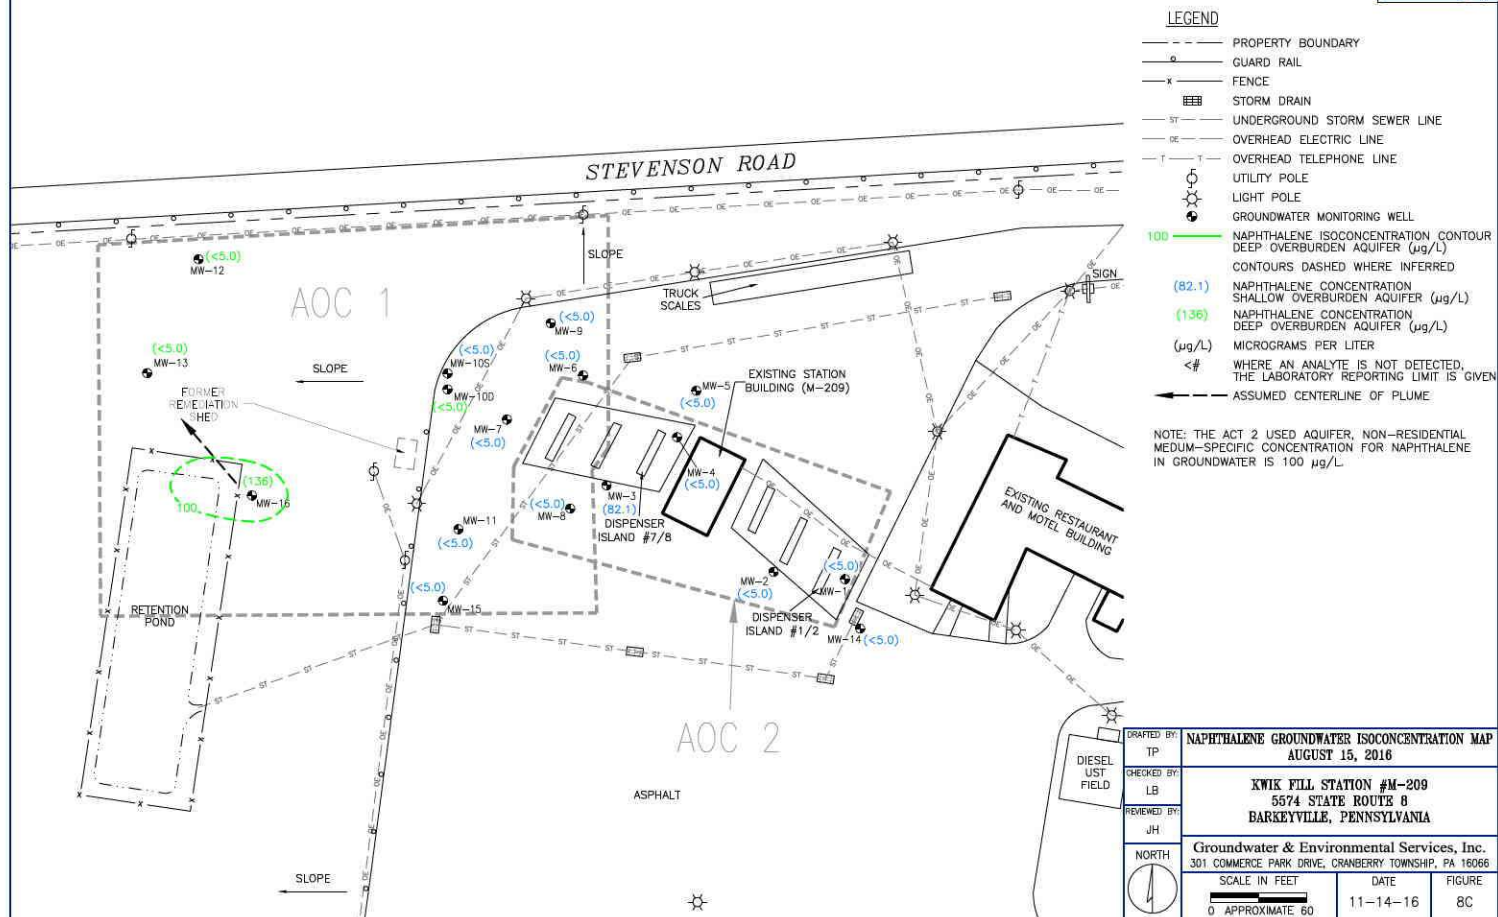 LEGEND
PROPERTY BOUNDARY
GUARD RAIL
x FENCE
STORM DRAIN
ST UNDERGROUND STORM SEWER LINE
OE OVERHEAD ELECTRIC LINE
T T OVERHEAD TELEPHONE LINE
UTILITY POLE
LIGHT POLE
GROUNDWATER MONITORING WELL
100 NAPHTHALENE ISOCONCENTRATION CONTOUR
DEEP OVERBURDEN AQUIFER (µg/L)
CONTOURS DASHED WHERE INFERRED
(82.1) NAPHTHALENE CONCENTRATION
SHALLOW OVERBURDEN AQUIFER (µg/L)
(136) NAPHTHALENE CONCENTRATION
DEEP OVERBURDEN AQUIFER (µg/L)
(µg/L) MICROGRAMS PER LITER
<# WHERE AN ANALYTE IS NOT DETECTED,
THE LABORATORY REPORTING LIMIT IS GIVEN
ASSUMED CENTERLINE OF PLUME
NOTE: THE ACT 2 USED AQUIFER, NON-RESIDENTIAL
MEDUM-SPECIFIC CONCENTRATION FOR NAPHTHALENE
IN GROUNDWATER IS 100 µg/L.
STEVENSON ROAD
(<5.0)
MW-12
AOC 1
SLOPE
TRUCK
SCALES
SIGN
(<5.0)
MW-9
(<5.0)
MW-13
(<5.0)
MW-10S
MW-10D
(<5.0)
(<5.0)
MW-6
SLOPE
FORMER
REMEDIATION
SHED
MW-7
(<5.0)
MW-5
(<5.0)
EXISTING STATION
BUILDING (M-209)
MW-4
(<5.0)
(136)
MW-16
100
MW-3
(82.1)
(<5.0)
MW-8
DISPENSER
ISLAND #7/8
MW-11
(<5.0)
EXISTING RESTAURANT
AND MOTEL BUILDING
(<5.0)
MW-15
MW-2
(<5.0)
(<5.0)
MW-1
DISPENSER
ISLAND #1/2
MW-14 (<5.0)
RETENTION
POND
AOC 2
ASPHALT
DIESEL
UST
FIELD
SLOPE
DRAFTED BY:
TP
CHECKED BY:
LB
REVIEWED BY:
JH
NORTH
NAPHTHALENE GROUNDWATER ISOCONCENTRATION MAP
AUGUST 15, 2016
KWIK FILL STATION #M-209
5574 STATE ROUTE 8
BARKEYVILLE, PENNSYLVANIA
Groundwater & Environmental Services, Inc.
301 COMMERCE PARK DRIVE, CRANBERRY TOWNSHIP, PA 16066
SCALE IN FEET
0 APPROXIMATE 60
DATE
11-14-16
FIGURE
8C